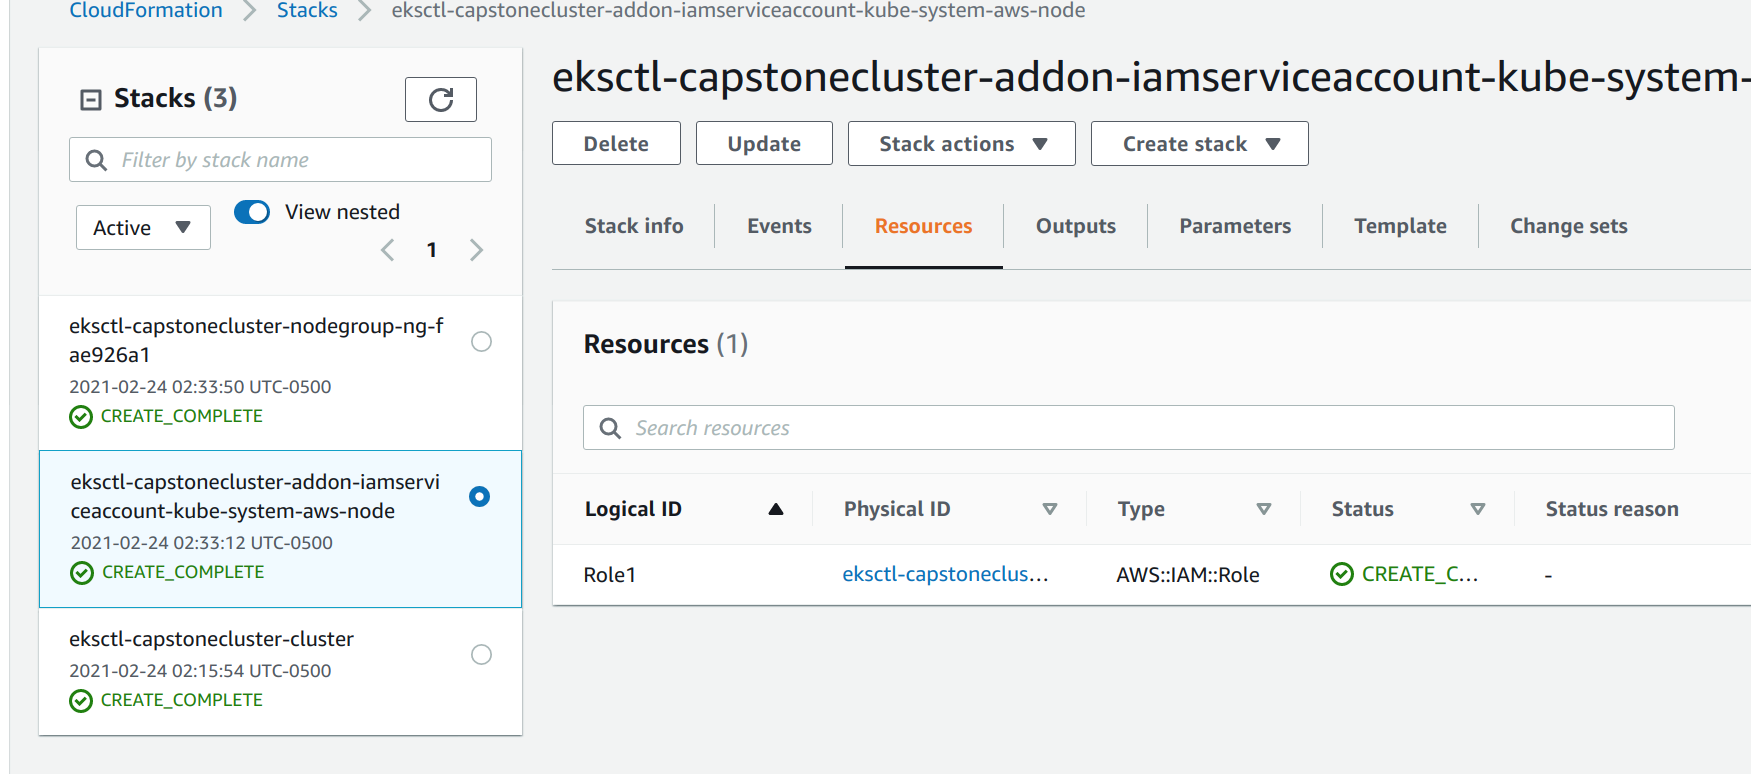 CloudFormation > Stacks > eksctl-capstonecluster-addon-iamserviceaccount-kube-system-aws-node
Stacks (3)
Filter by stack name
Active
View nested
1
eksctl-capstonecluster-nodegroup-ng-f
ae926a1
2021-02-24 02:33:50 UTC-0500
CREATE_COMPLETE
eksctl-capstonecluster-addon-iamservi
ceaccount-kube-system-aws-node
2021-02-24 02:33:12 UTC-0500
CREATE_COMPLETE
eksctl-capstonecluster-cluster
2021-02-24 02:15:54 UTC-0500
CREATE_COMPLETE
eksctl-capstonecluster-addon-iamserviceaccount-kube-system-
Delete Update Stack actions Create stack
Stack info Events Resources Outputs Parameters Template Change sets
Resources (1)
Search resources
Logical ID Physical ID Type Status Status reason
Role1 eksctl-capstoneclus... AWS::IAM::Role CREATE_C... -